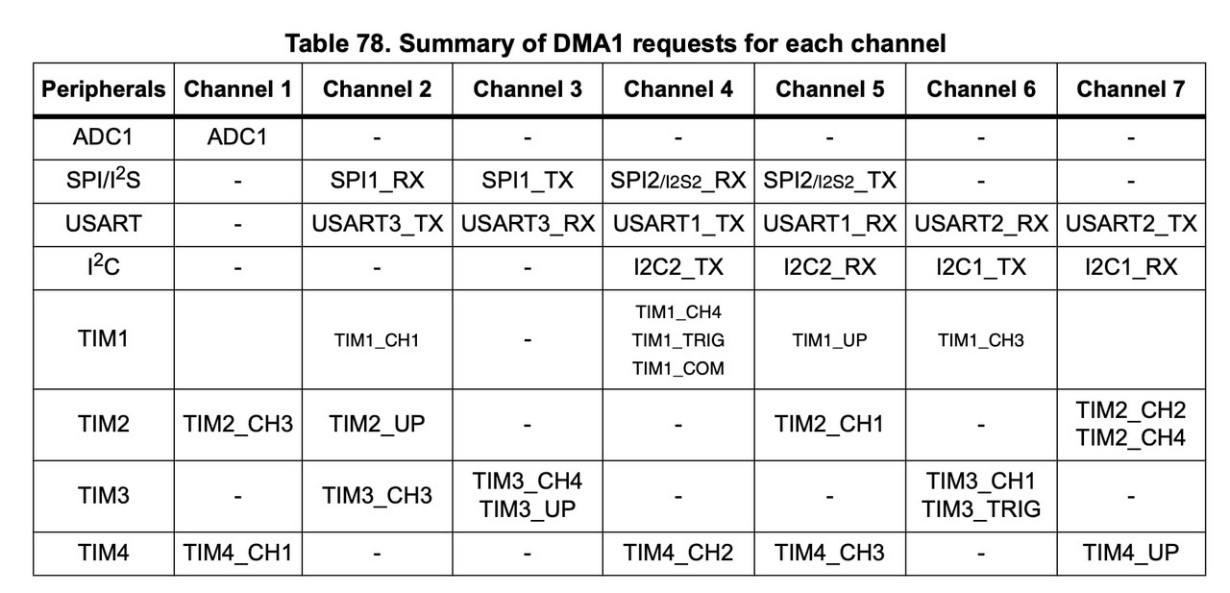 Table 78. Summary of DMA1 requests for each channel
Peripherals Channel 1 Channel 2 Channel 3 Channel 4 Channel 5 Channel 6 Channel 7
ADC1 ADC1 - - - - - -
SPI/I²S - SPI1_RX SPI1_TX SPI2/I2S2_RX SPI2/I2S2_TX - -
USART - USART3_TX USART3_RX USART1_TX USART1_RX USART2_RX USART2_TX
I²C - - - I2C2_TX I2C2_RX I2C1_TX I2C1_RX
TIM1 TIM1_CH1 - TIM1_CH4 TIM1_TRIG TIM1_COM TIM1_UP TIM1_CH3
TIM2 TIM2_CH3 TIM2_UP - - TIM2_CH1 - TIM2_CH2 TIM2_CH4
TIM3 - TIM3_CH3 TIM3_CH4 TIM3_UP - - TIM3_CH1 TIM3_TRIG -
TIM4 TIM4_CH1 - - TIM4_CH2 TIM4_CH3 - TIM4_UP